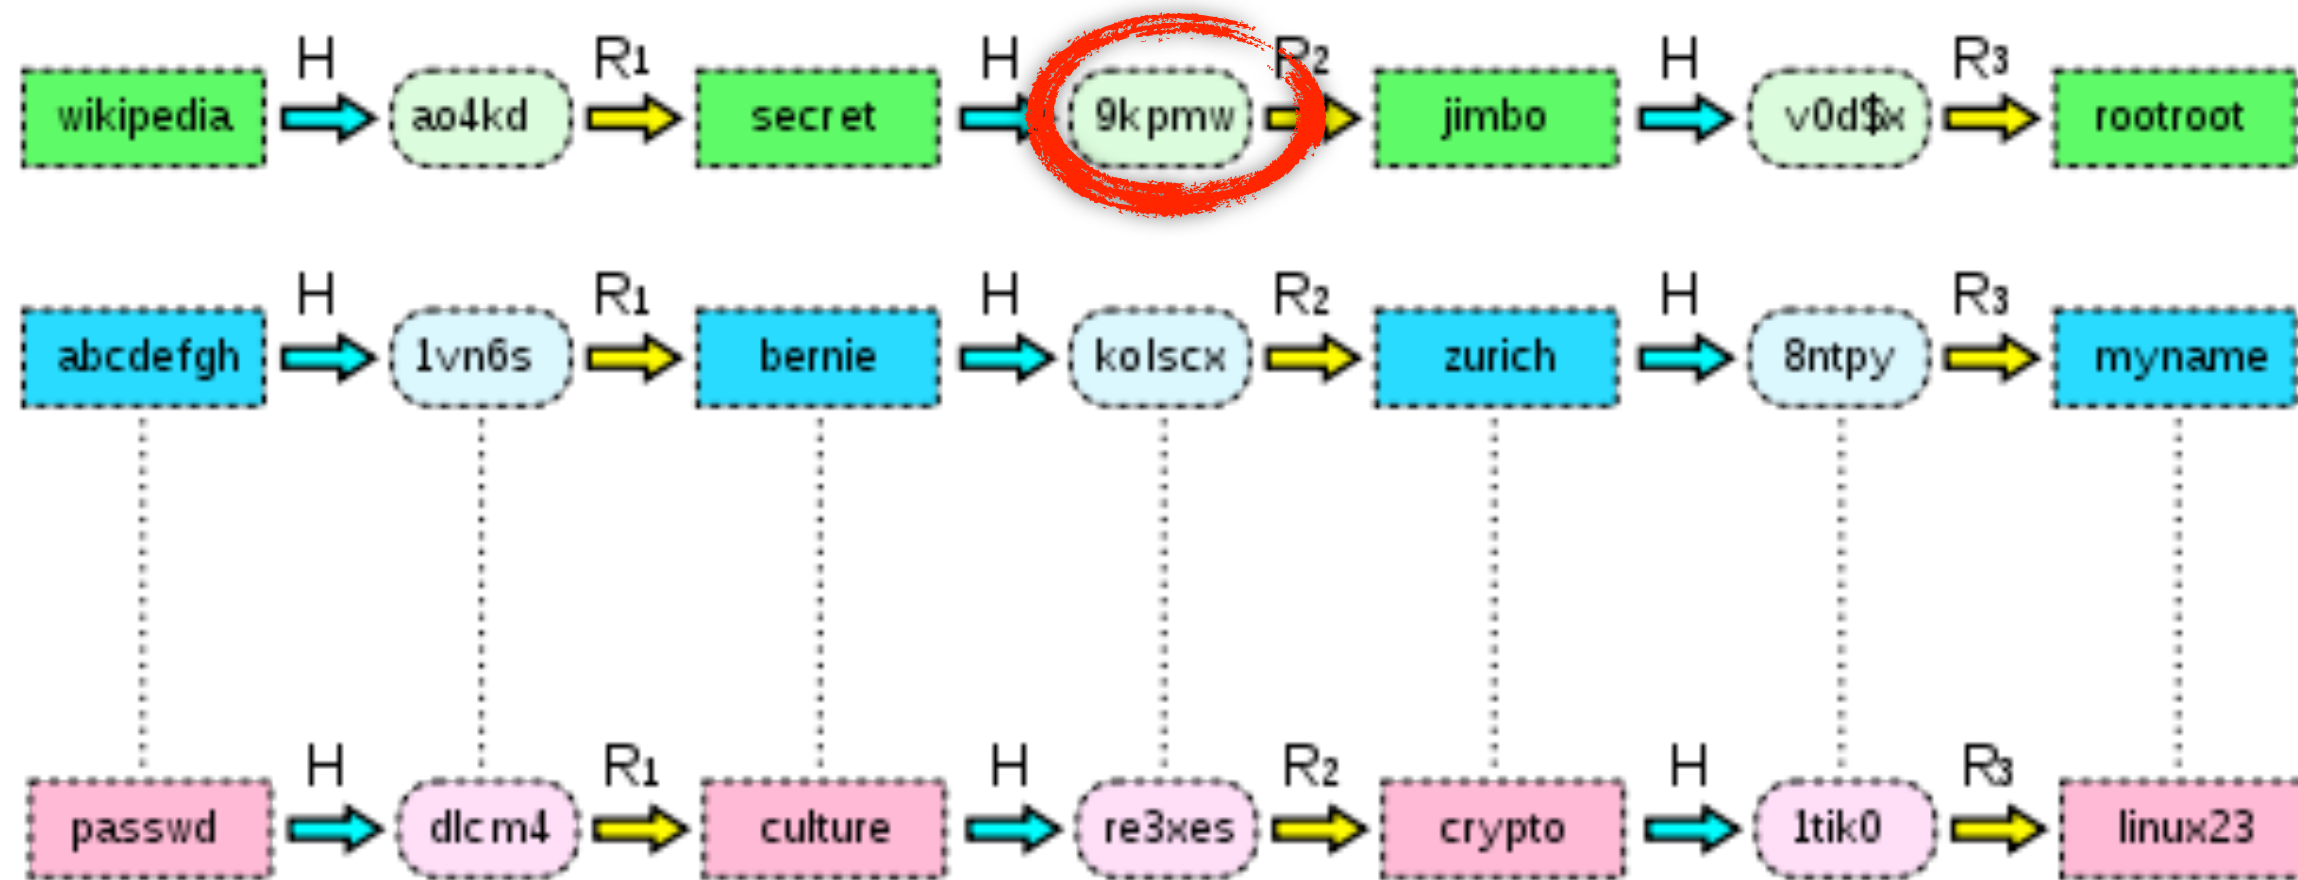 H R1 H R2 H R3
wikipedia ao4kd secret 9kpmw jimbo v0d$x rootroot
H R1 H R2 H R3
abcdefgh 1vn6s bernie kolscx zurich 8ntpy myname
H R1 H R2 H R3
passwd dlcm4 culture re3xes crypto 1tik0 linux23